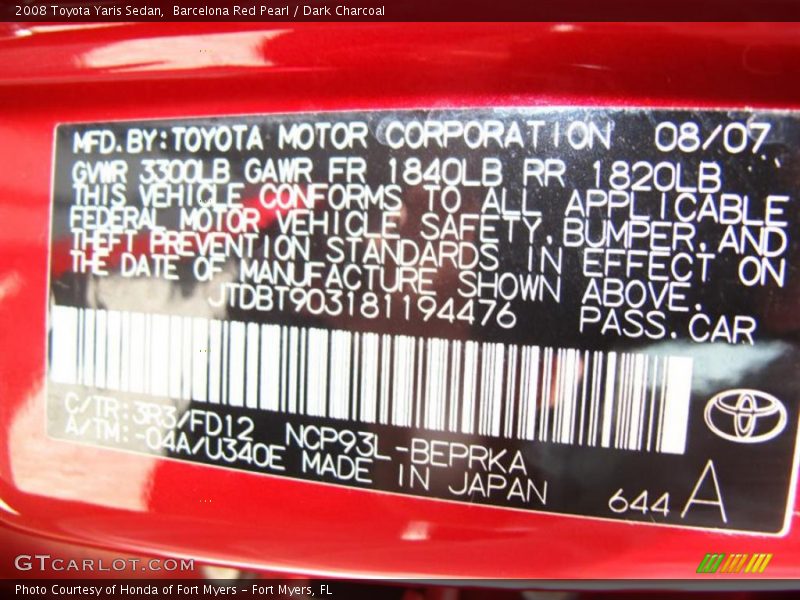 2008 Toyota Yaris Sedan,  Barcelona Red Pearl / Dark Charcoal
MFD.BY:TOYOTA MOTOR CORPORATION 08/07
GVWR 3300LB GAWR FR 1840LB RR 1820LB
THIS VEHICLE CONFORMS TO ALL APPLICABLE
FEDERAL MOTOR VEHICLE SAFETY,BUMPER,AND
THEFT PREVENTION STANDARDS IN EFFECT ON
THE DATE OF MANUFACTURE SHOWN ABOVE.
JTDBT903181194476 PASS.CAR
C/TR:3R3/FD12 NCP93L-BEPRKA
A/TM:-04A/U340E MADE IN JAPAN 644 A
GTCARLOT.COM
Photo Courtesy of Honda of Fort Myers – Fort Myers, FL